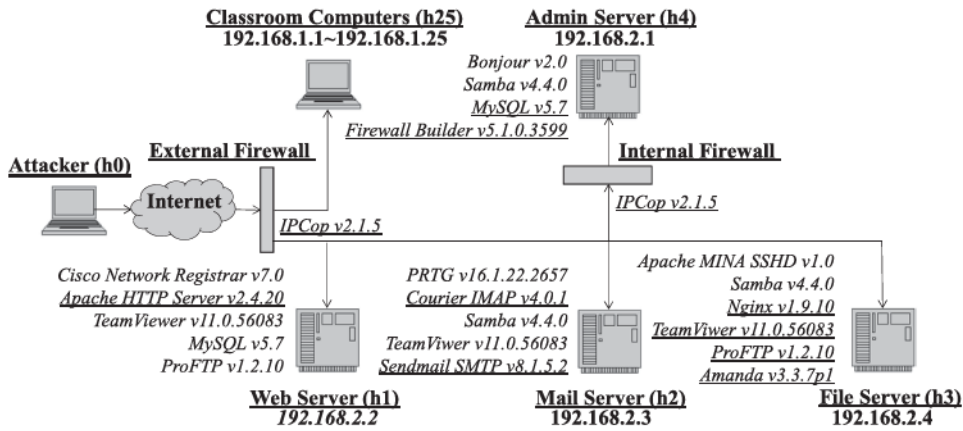 Classroom Computers (h25)
192.168.1.1~192.168.1.25
Admin Server (h4)
192.168.2.1
Bonjour v2.0
Samba v4.4.0
MySQL v5.7
Firewall Builder v5.1.0.3599
Attacker (h0)
Internet
External Firewall
IPCop v2.1.5
Internal Firewall
IPCop v2.1.5
Cisco Network Registrar v7.0
Apache HTTP Server v2.4.20
TeamViewer v11.0.56083
MySQL v5.7
ProFTP v1.2.10
Web Server (h1)
192.168.2.2
PRTG v16.1.22.2657
Courier IMAP v4.0.1
Samba v4.4.0
TeamViwer v11.0.56083
Sendmail SMTP v8.1.5.2
Mail Server (h2)
192.168.2.3
Apache MINA SSHD v1.0
Samba v4.4.0
Nginx v1.9.10
TeamViwer v11.0.56083
ProFTP v1.2.10
Amanda v3.3.7p1
File Server (h3)
192.168.2.4